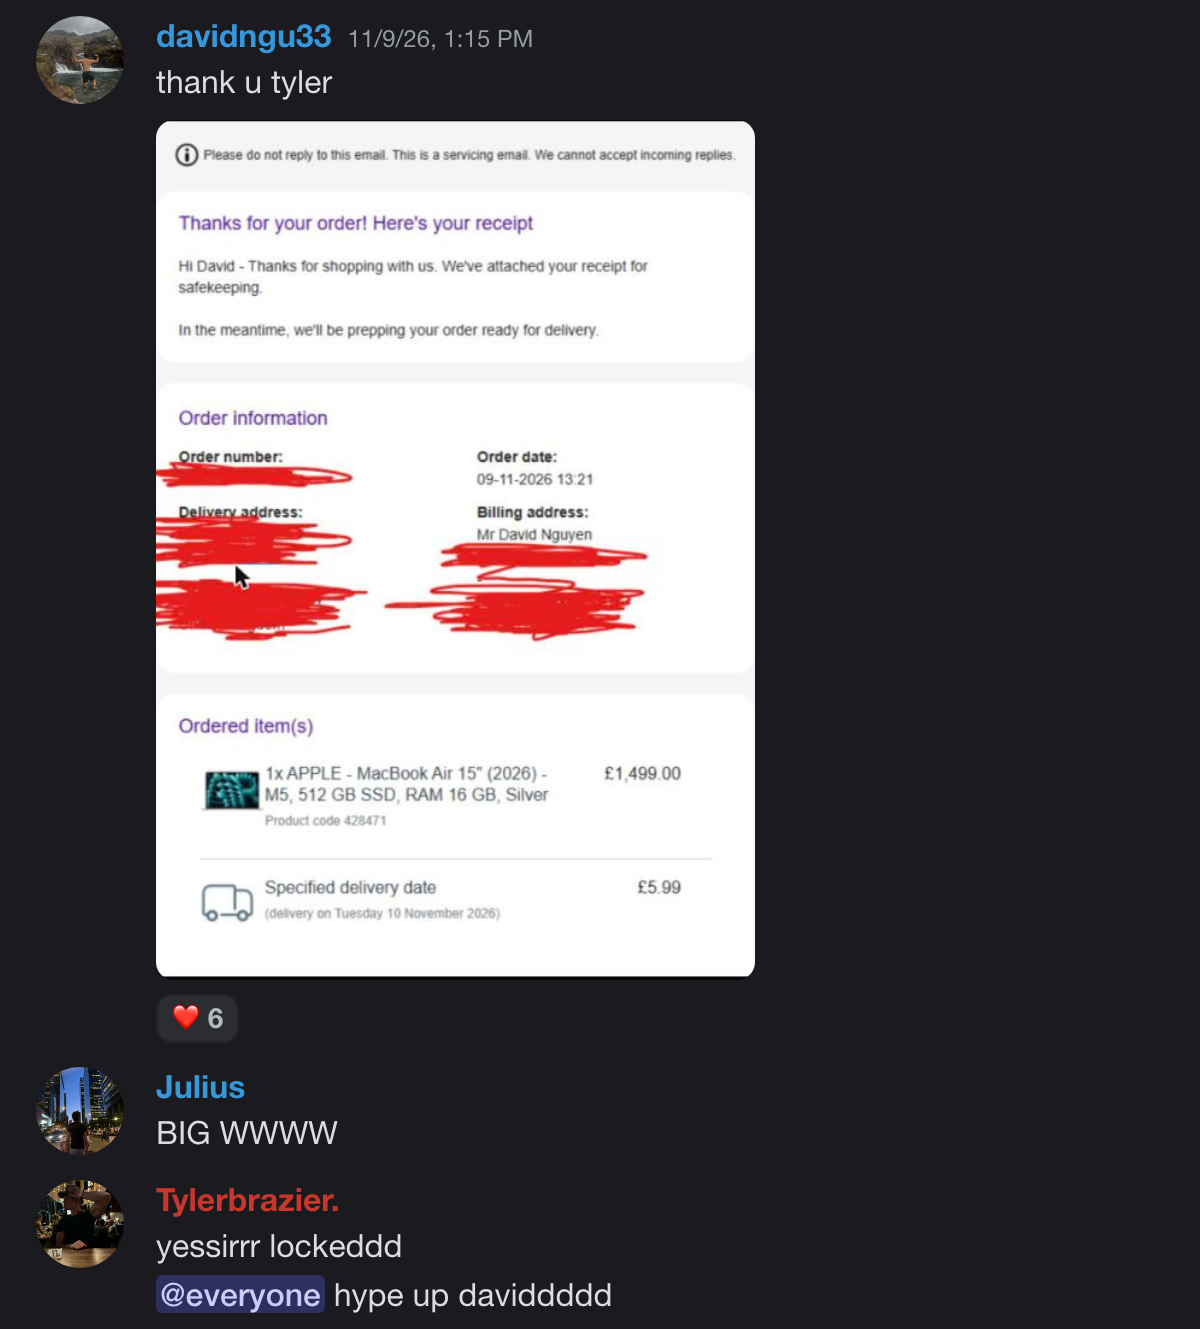 davidngu33 11/9/26, 1:15 PM
thank u tyler
Please do not reply to this email. This is a servicing email. We cannot accept incoming replies.
Thanks for your order! Here's your receipt
Hi David - Thanks for shopping with us. We've attached your receipt for
safekeeping.
In the meantime, we'll be prepping your order ready for delivery.
Order information
Order number:
Order date:
09-11-2026 13:21
Delivery address:
Billing address:
Mr David Nguyen
Ordered item(s)
1x APPLE - MacBook Air 15" (2026) - £1,499.00
M5, 512 GB SSD, RAM 16 GB, Silver
Product code 428471
Specified delivery date £5.99
(delivery on Tuesday 10 November 2026)
❤️ 6
Julius
BIG WWWW
Tylerbrazier.
yessirrr lockeddd
@everyone hype up daviddddd